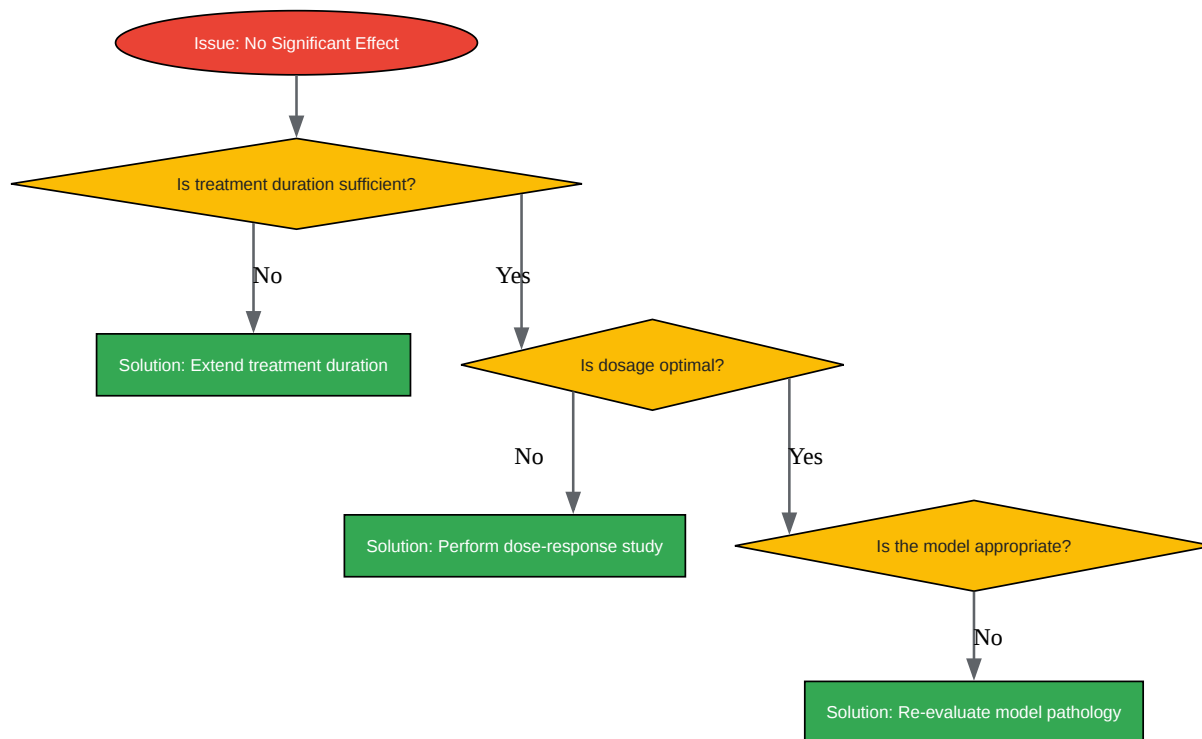 Issue: No Significant Effect
Is treatment duration sufficient?
No
Yes
Solution: Extend treatment duration
Is dosage optimal?
No
Yes
Solution: Perform dose-response study
Is the model appropriate?
No
Solution: Re-evaluate model pathology